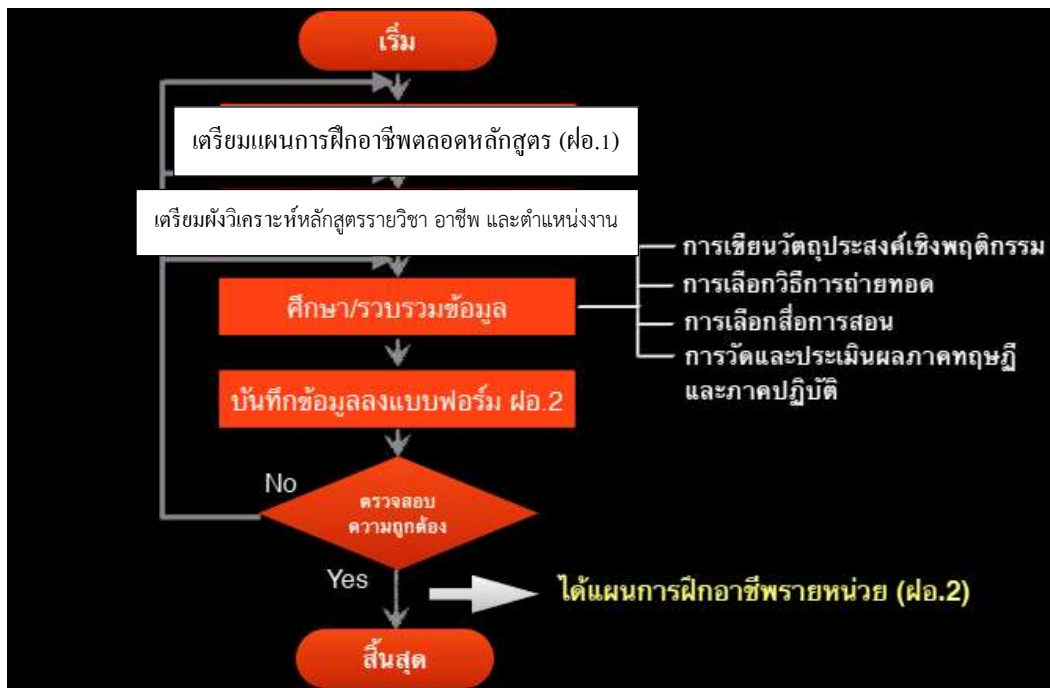 เริ่ม
เตรียมแผนการฝึกอาชีพตลอดหลักสูตร (ฝอ.1)
เตรียมผังวิเคราะห์หลักสูตรรายวิชา อาชีพ และตำแหน่งงาน
ศึกษา/รวบรวมข้อมูล
การเขียนวัตถุประสงค์เชิงพฤติกรรม
การเลือกวิธีการถ่ายทอด
การเลือกสื่อการสอน
การวัดและประเมินผลภาคทฤษฎี
และภาคปฏิบัติ
บันทึกข้อมูลลงแบบฟอร์ม ฝอ.2
No
ตรวจสอบ
ความถูกต้อง
Yes
ได้แผนการฝึกอาชีพรายหน่วย (ฝอ.2)
สิ้นสุด